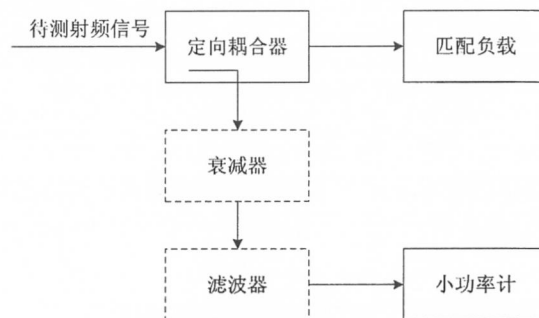 待测射频信号
定向耦合器
匹配负载
衰减器
滤波器
小功率计